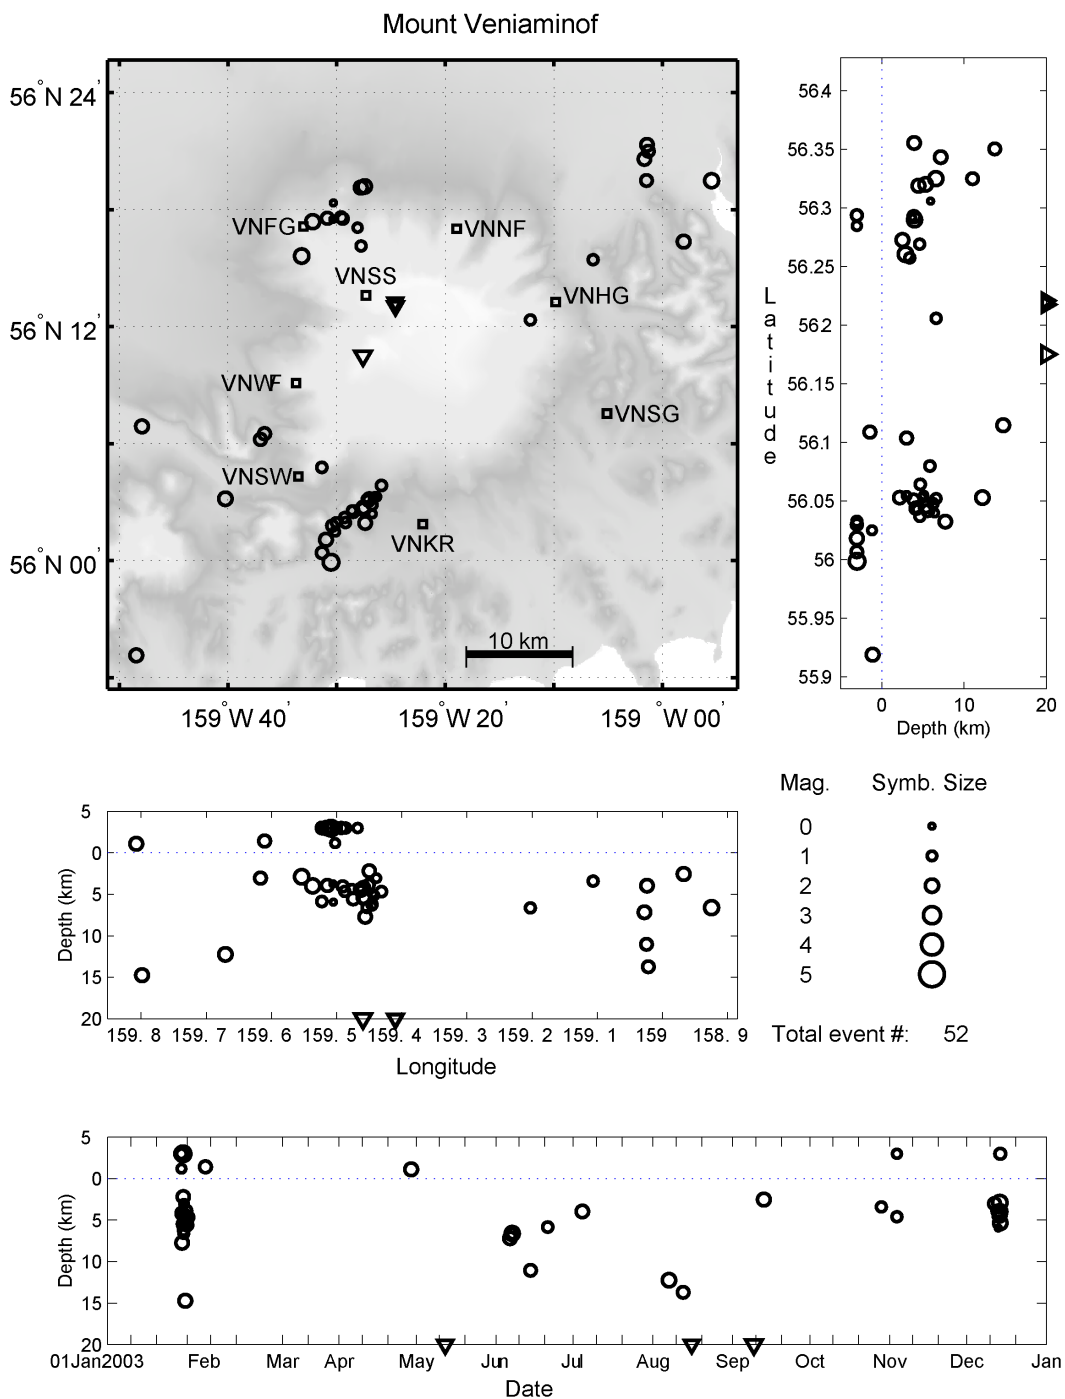 Mount Veniaminof
56°N 24'
56°N 12'
56°N 00'
VNFG
VNNF
VNSS
VNHG
VNWF
VNSG
VNSW
VNKR
10 km
159°W 40'
159°W 20'
159°W 00'
56.4
56.35
56.3
56.25
56.2
56.15
56.1
56.05
56
55.95
55.9
Latitude
0 10 20
Depth (km)
Mag. Symb. Size
0
1
2
3
4
5
Total event #: 52
5
0
5
10
15
20
Depth (km)
159. 8 159. 7 159. 6 159. 5 159. 4 159. 3 159. 2 159. 1 159 158. 9
Longitude
5
0
5
10
15
20
Depth (km)
01Jan2003 Feb Mar Apr May Jun Jul Aug Sep Oct Nov Dec Jan
Date